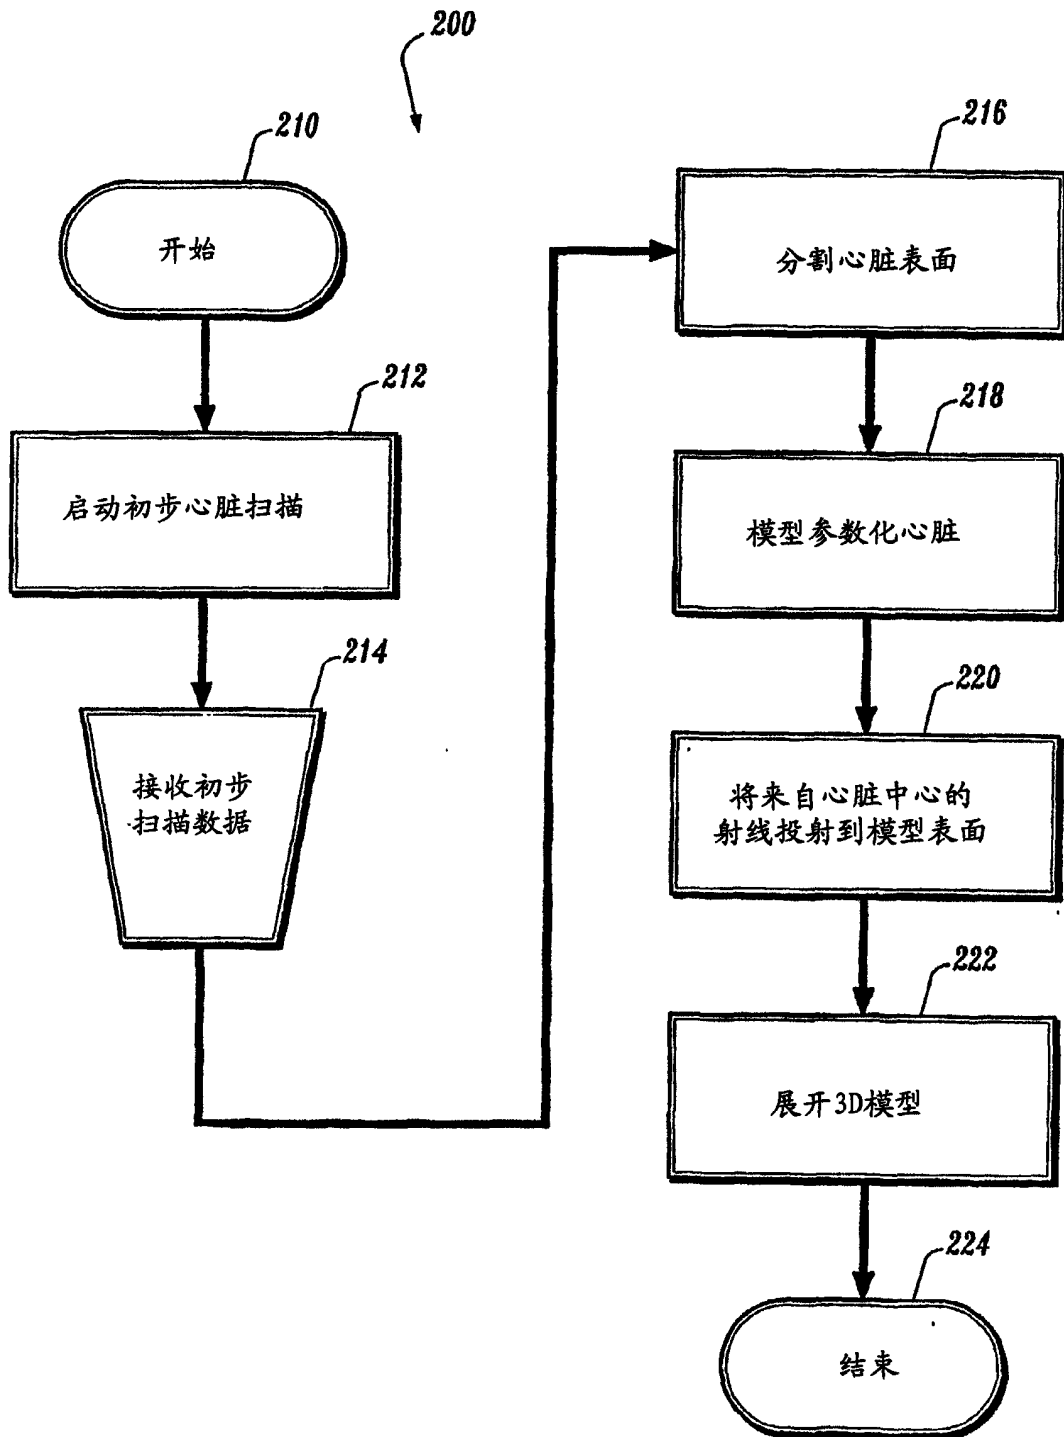 200
210
开始
212
启动初步心脏扫描
214
接收初步
扫描数据
216
分割心脏表面
218
模型参数化心脏
220
将来自心脏中心的
射线投射到模型表面
222
展开3D模型
224
结束